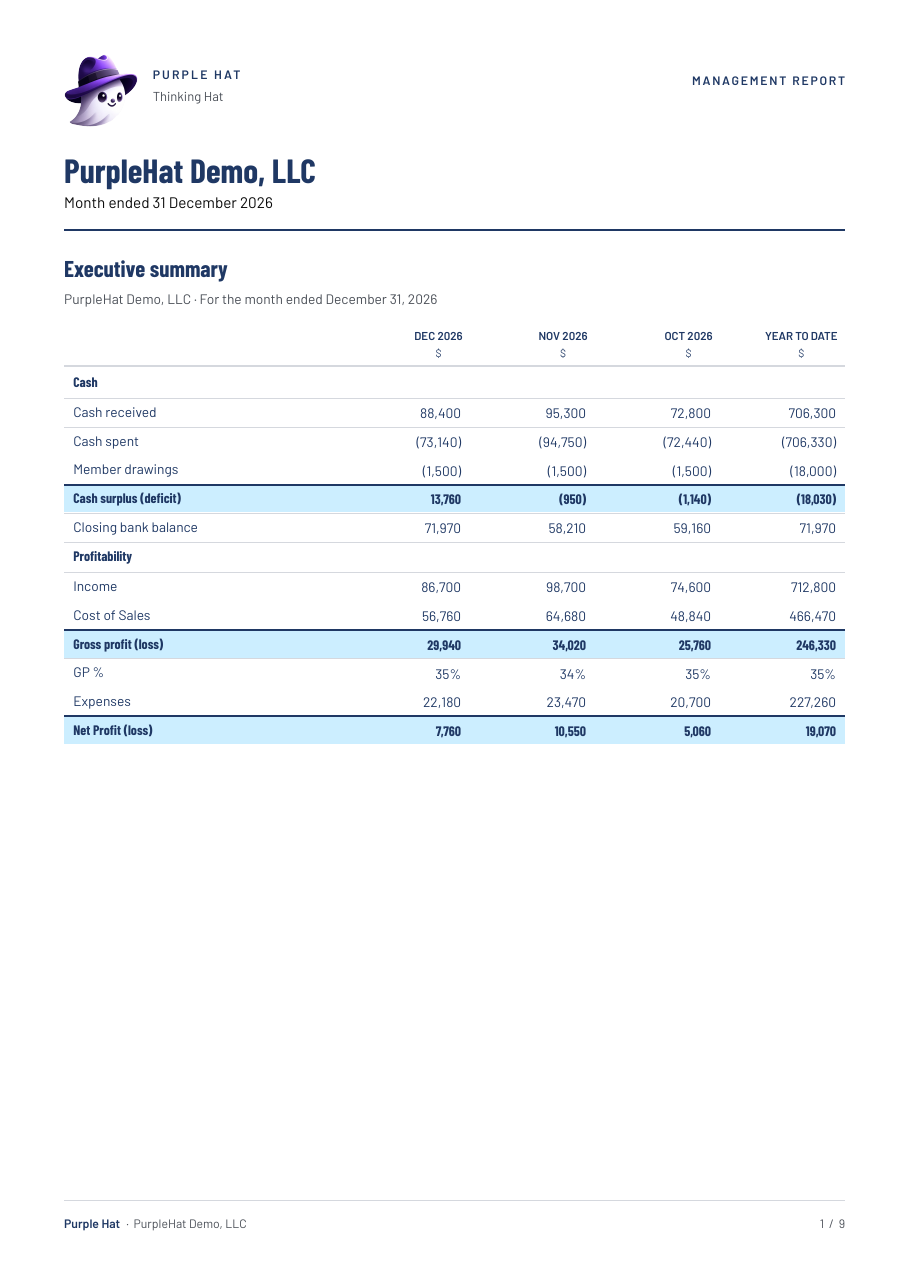 PURPLE HAT
Thinking Hat
MANAGEMENT REPORT
PurpleHat Demo, LLC
Month ended 31 December 2026
Executive summary
PurpleHat Demo, LLC · For the month ended December 31, 2026
DEC 2026 NOV 2026 OCT 2026 YEAR TO DATE
$ $ $ $
Cash
Cash received 88,400 95,300 72,800 706,300
Cash spent (73,140) (94,750) (72,440) (706,330)
Member drawings (1,500) (1,500) (1,500) (18,000)
Cash surplus (deficit) 13,760 (950) (1,140) (18,030)
Closing bank balance 71,970 58,210 59,160 71,970
Profitability
Income 86,700 98,700 74,600 712,800
Cost of Sales 56,760 64,680 48,840 466,470
Gross profit (loss) 29,940 34,020 25,760 246,330
GP % 35% 34% 35% 35%
Expenses 22,180 23,470 20,700 227,260
Net Profit (loss) 7,760 10,550 5,060 19,070
Purple Hat · PurpleHat Demo, LLC 1 / 9